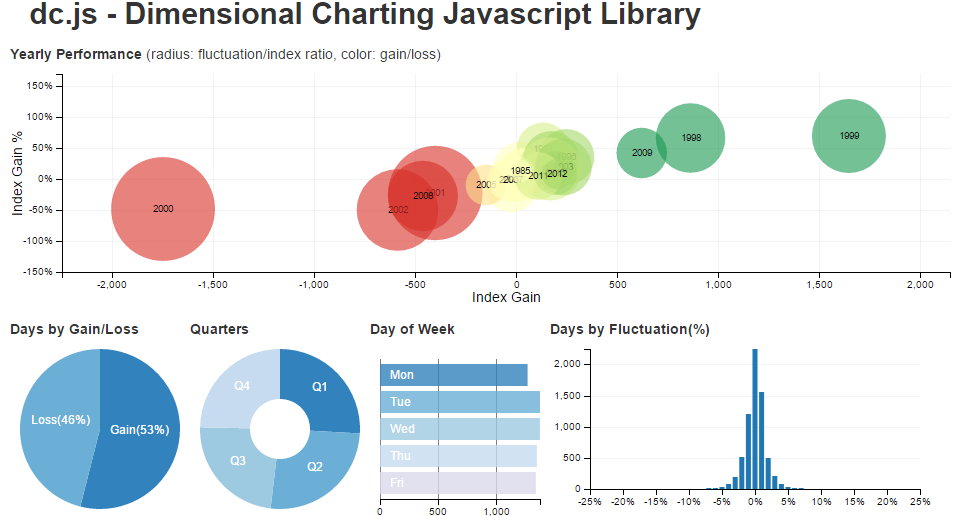 dc.js - Dimensional Charting Javascript Library
Yearly Performance (radius: fluctuation/index ratio, color: gain/loss)
Index Gain %
150%
100%
50%
0%
-50%
-100%
-150%
2000
2002
2008
1985
2011
2012
2009
1998
1999
-2,000
-1,500
-1,000
-500
0
500
1,000
1,500
2,000
Index Gain
Days by Gain/Loss
Loss(46%)
Gain(53%)
Quarters
Q4
Q1
Q3
Q2
Day of Week
Mon
Tue
Wed
Thu
Fri
0
500
1,000
Days by Fluctuation(%)
2,000
1,500
1,000
500
0
-25%
-20%
-15%
-10%
-5%
0%
5%
10%
15%
20%
25%